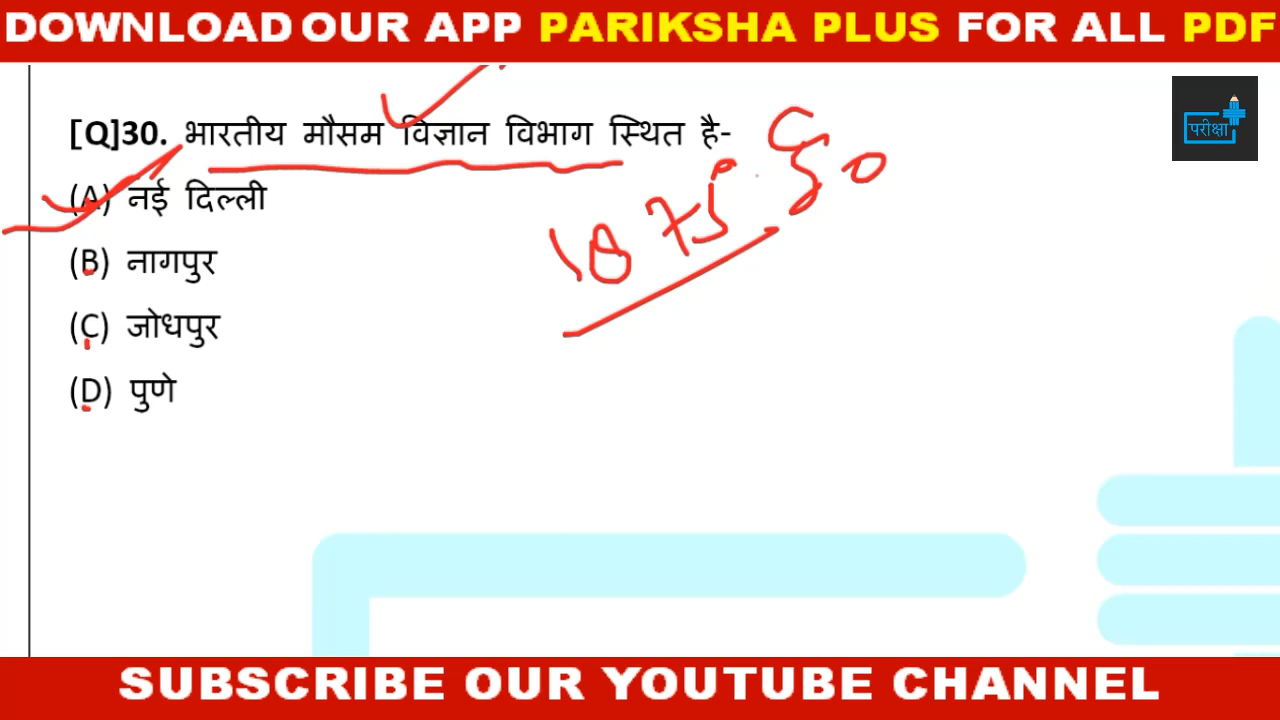 DOWNLOAD OUR APP PARIKSHA PLUS FOR ALL PDF
[Q]30. भारतीय मौसम विज्ञान विभाग स्थित है-
(A) नई दिल्ली
(B) नागपुर
(C) जोधपुर
(D) पुणे
1875 ई०
परीक्षा
SUBSCRIBE OUR YOUTUBE CHANNEL